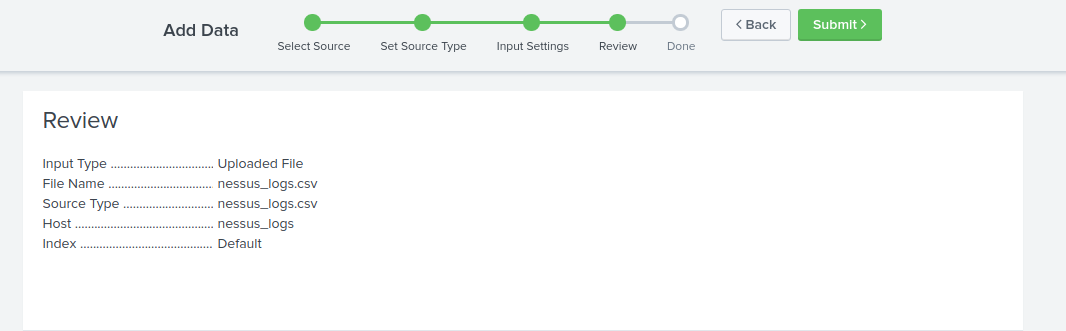 Add Data
Select Source
Set Source Type
Input Settings
Review
Done
< Back
Submit >
Review
Input Type ................................ Uploaded File
File Name ................................ nessus_logs.csv
Source Type ............................ nessus_logs.csv
Host ........................................... nessus_logs
Index ......................................... Default